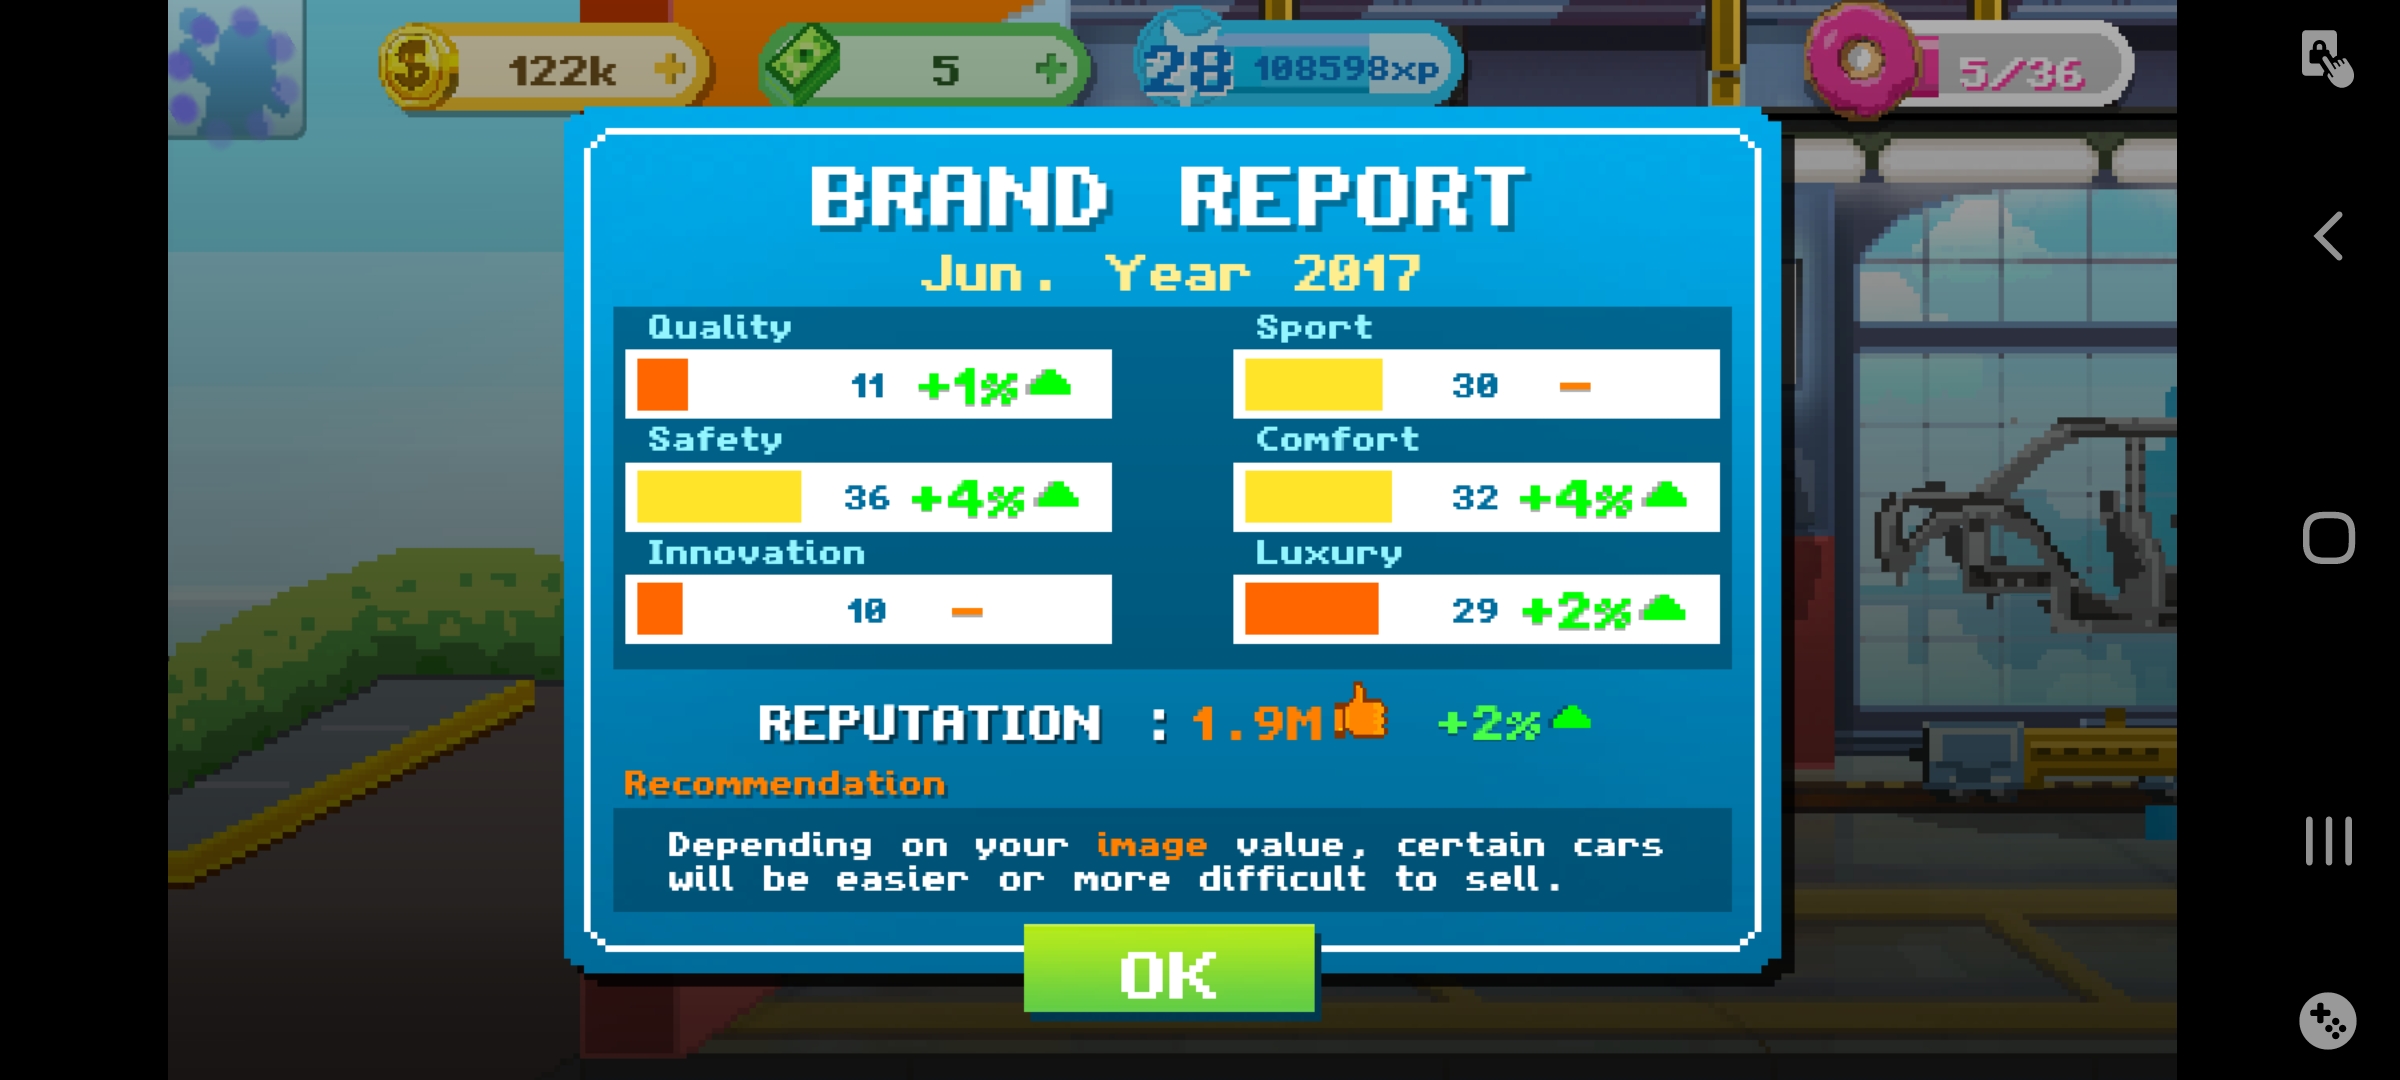 122k +
5 +
28 108598xp
5/36
BRAND REPORT
Jun. Year 2017
Quality
11 +1%
Sport
30 -
Safety
36 +4%
Comfort
32 +4%
Innovation
10 -
Luxury
29 +2%
REPUTATION : 1.9M +2%
Recommendation
Depending on your image value, certain cars
will be easier or more difficult to sell.
OK